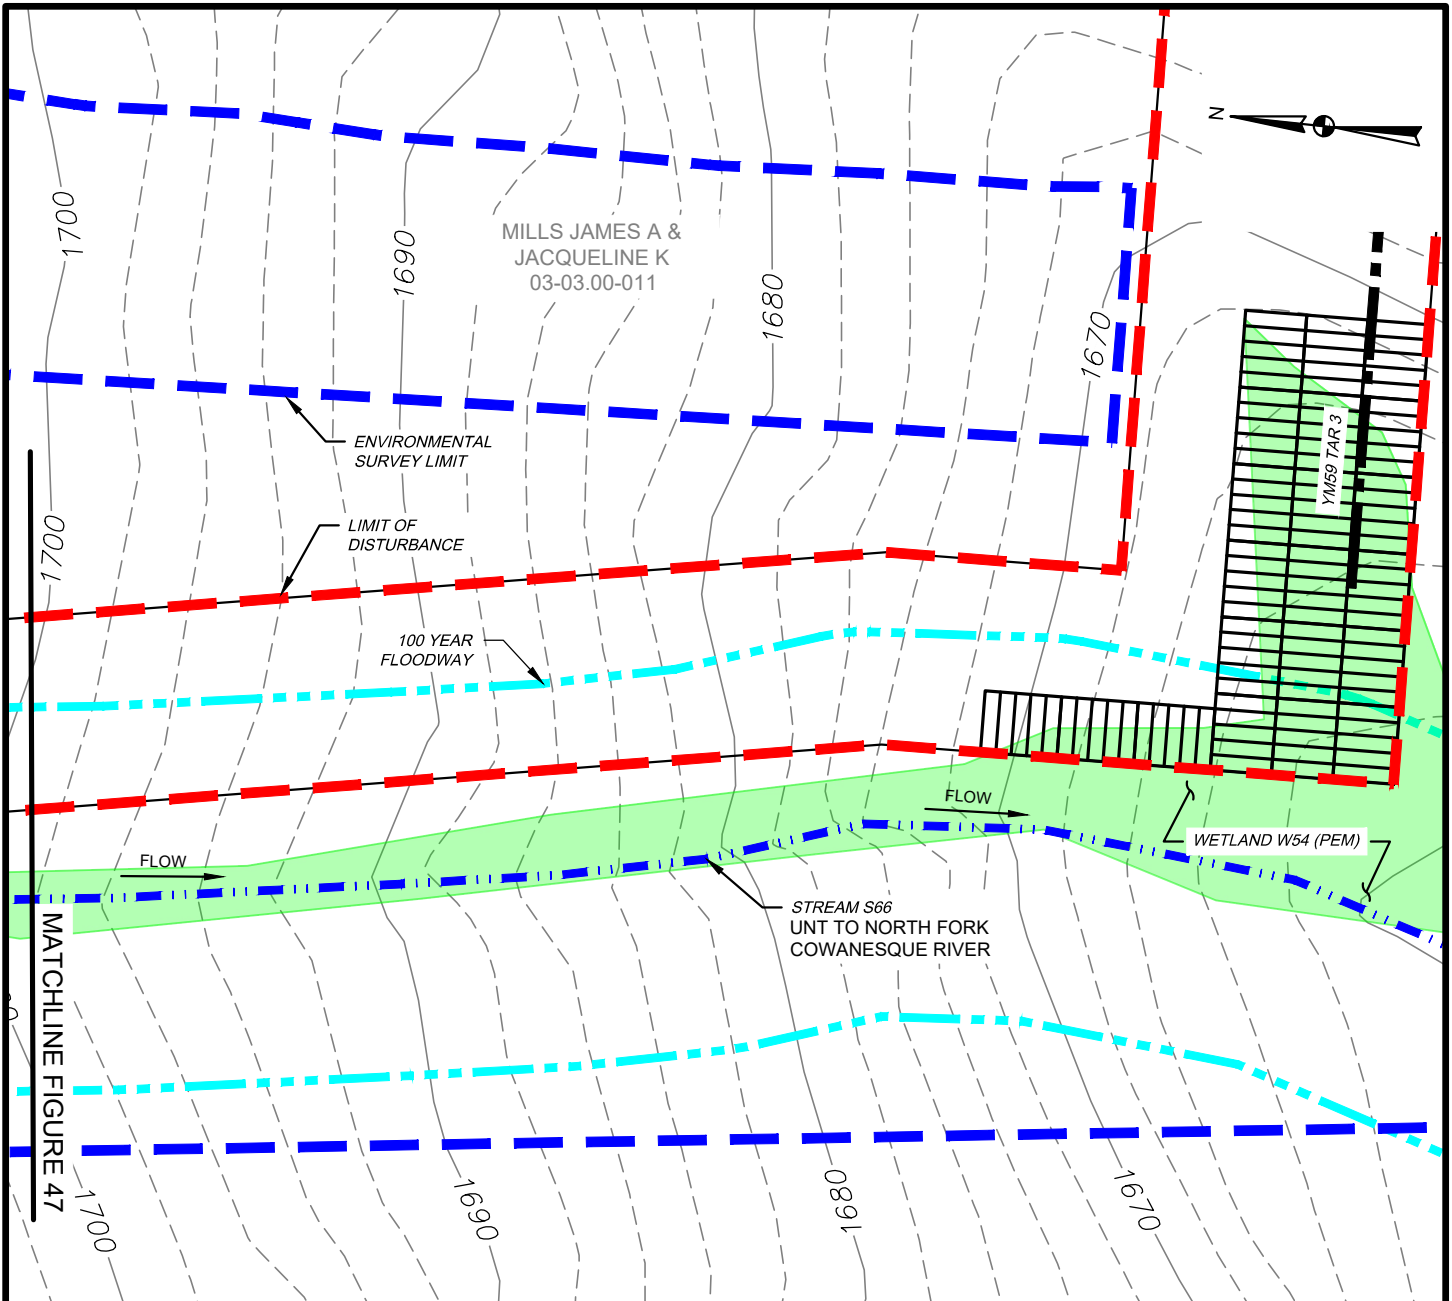 N
MILLS JAMES A &
JACQUELINE K
03-03.00-011
1700
1690
1680
1670
ENVIRONMENTAL
SURVEY LIMIT
YM59 TAR 3
1700
LIMIT OF
DISTURBANCE
100 YEAR
FLOODWAY
FLOW
WETLAND W54 (PEM)
FLOW
STREAM S66
UNT TO NORTH FORK
COWANESQUE RIVER
MATCHLINE FIGURE 47
1700
1690
1680
1670